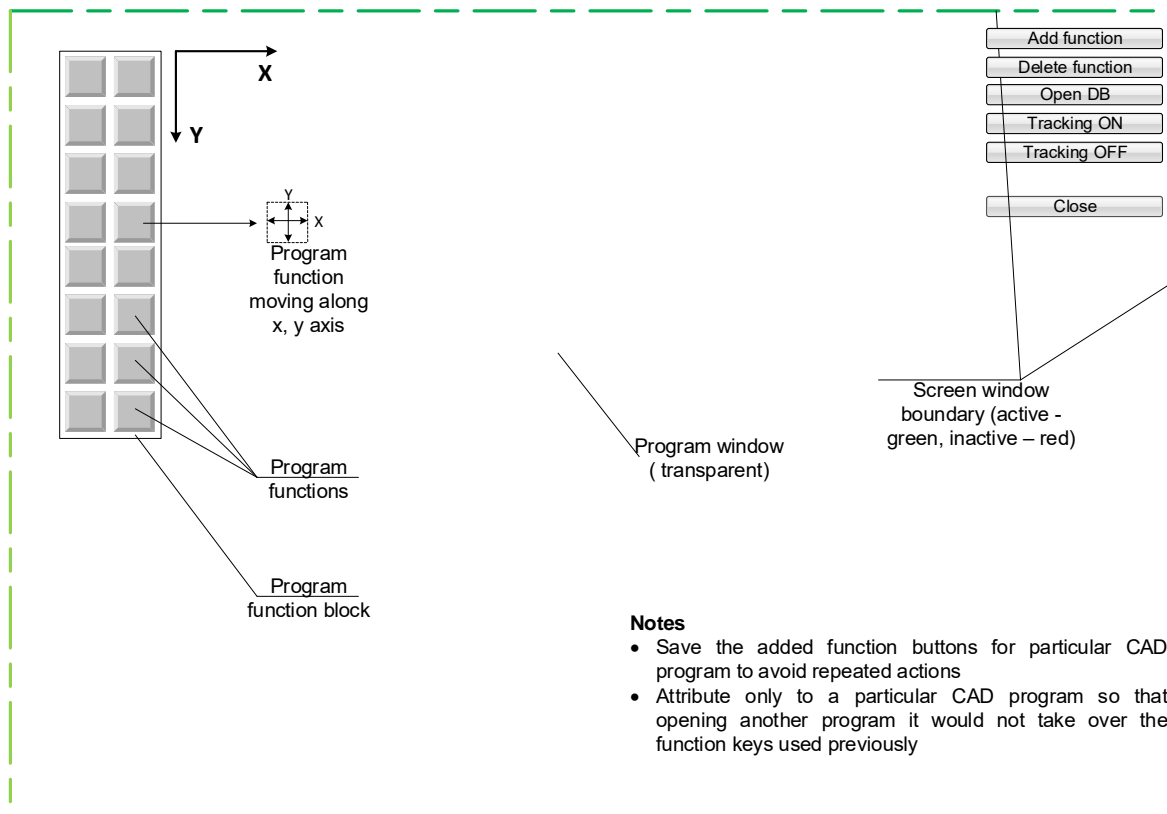 X
Y
Add function
Delete function
Open DB
Tracking ON
Tracking OFF
Close
Y
X
Program
function
moving along
x, y axis
Screen window
boundary (active -
green, inactive – red)
Program window
( transparent)
Program
functions
Program
function block
Notes
• Save the added function buttons for particular CAD
program to avoid repeated actions
• Attribute only to a particular CAD program so that
opening another program it would not take over the
function keys used previously